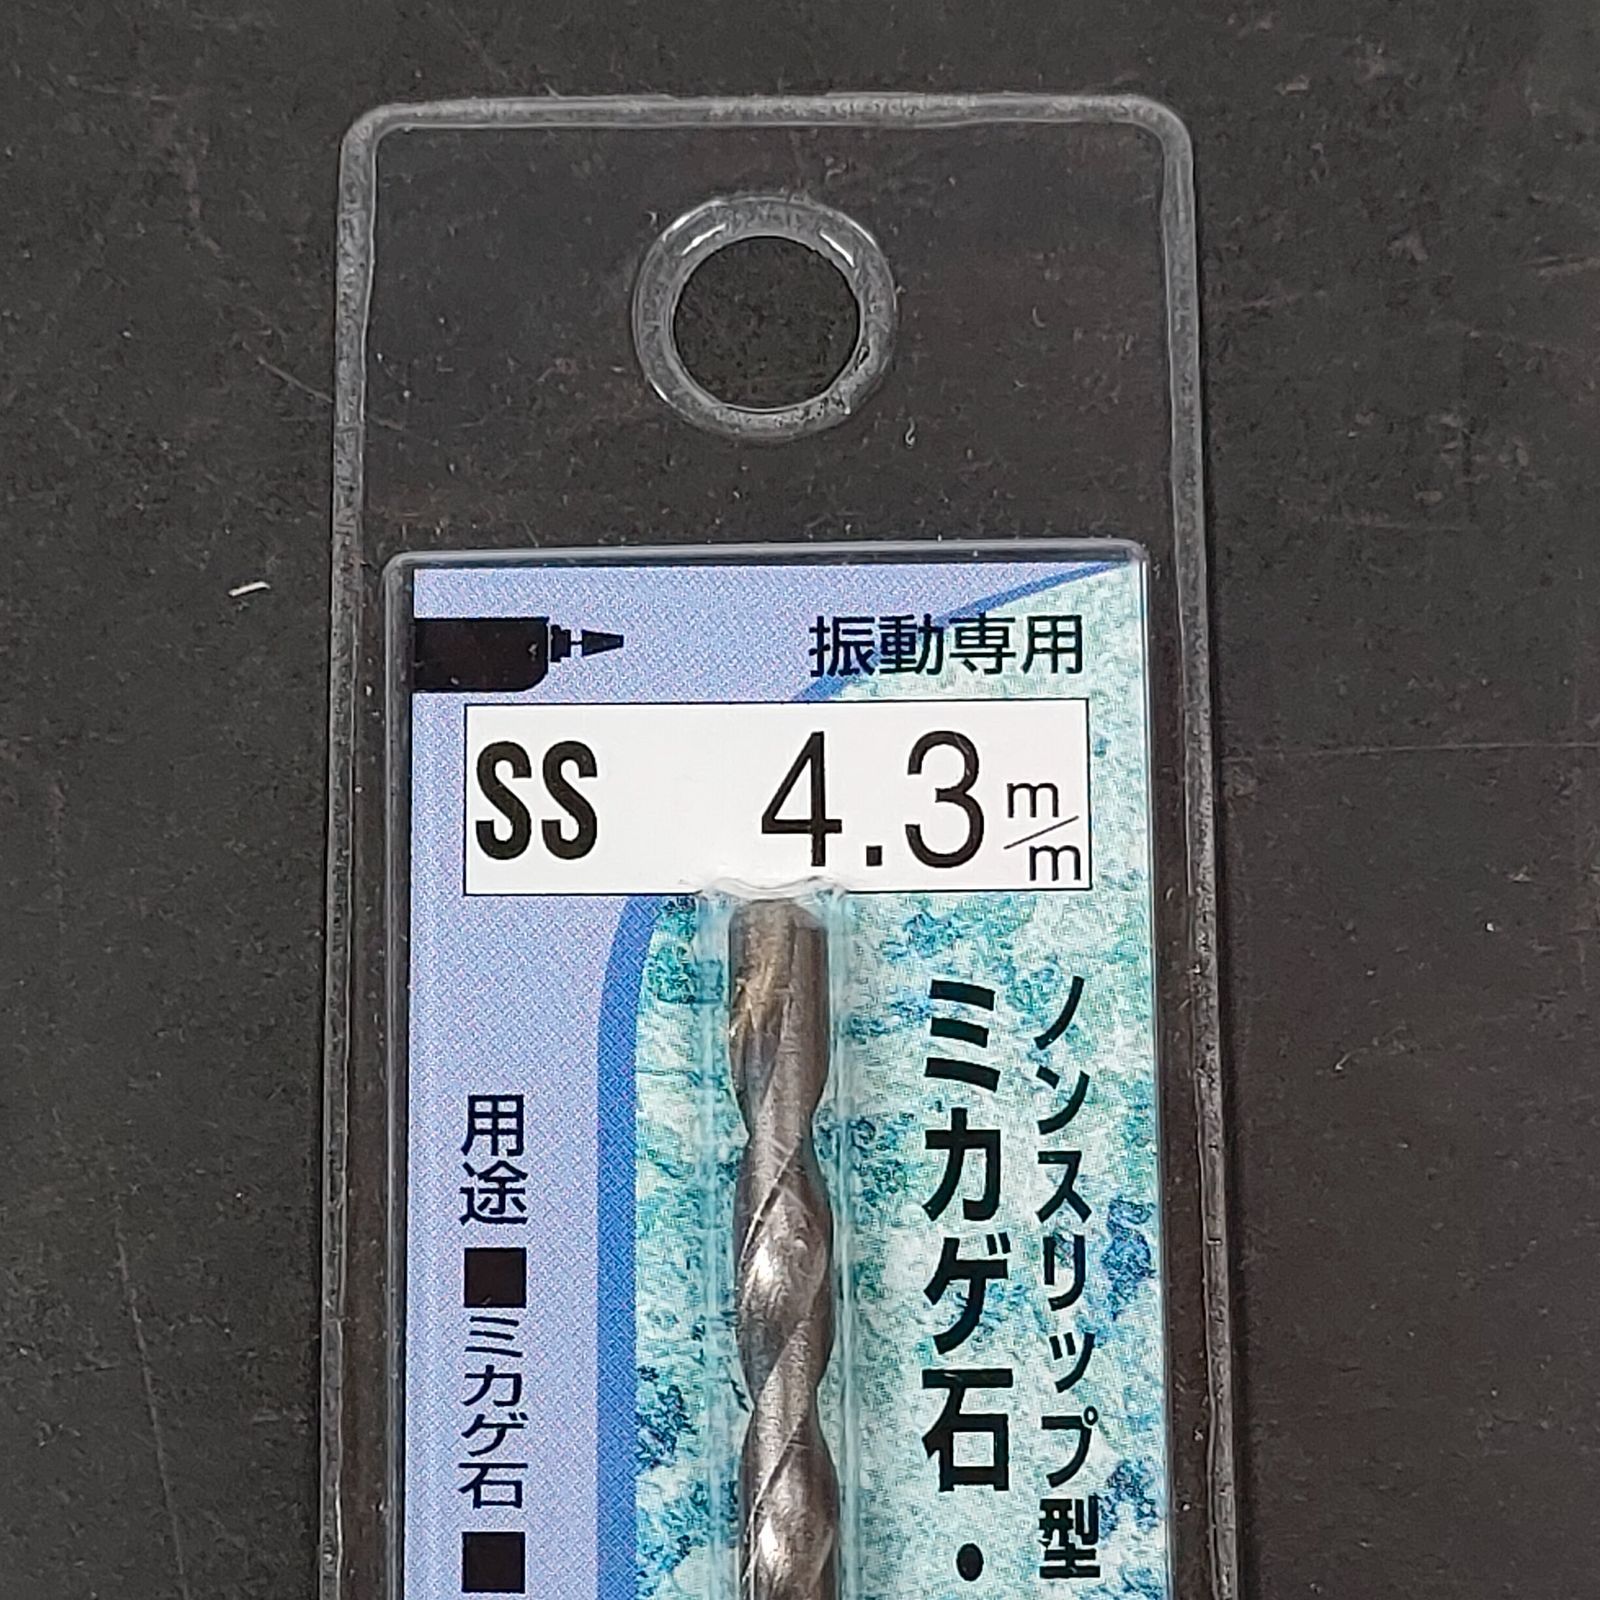 振動専用
SS 4.3 m/m
ノンスリップ型
ミカゲ石・
用途■ミカゲ石■